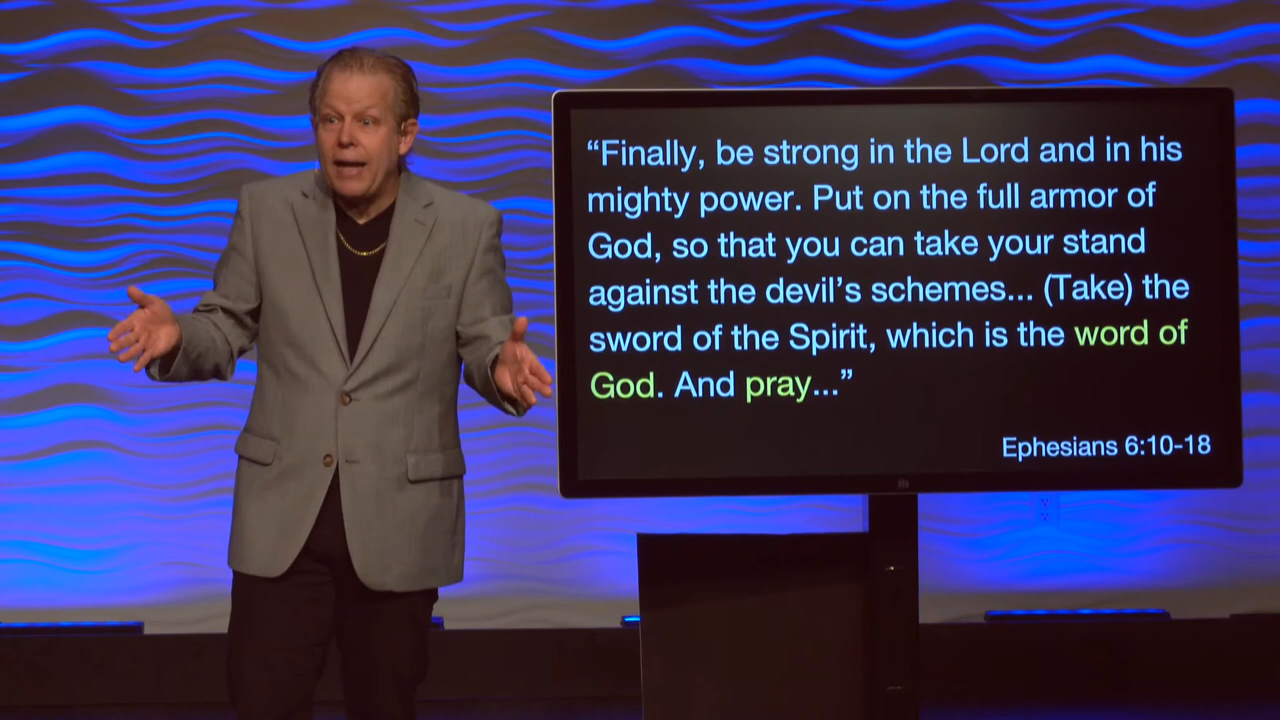 “Finally, be strong in the Lord and in his
mighty power. Put on the full armor of
God, so that you can take your stand
against the devil’s schemes... (Take) the
sword of the Spirit, which is the word of
God. And pray...”
Ephesians 6:10-18